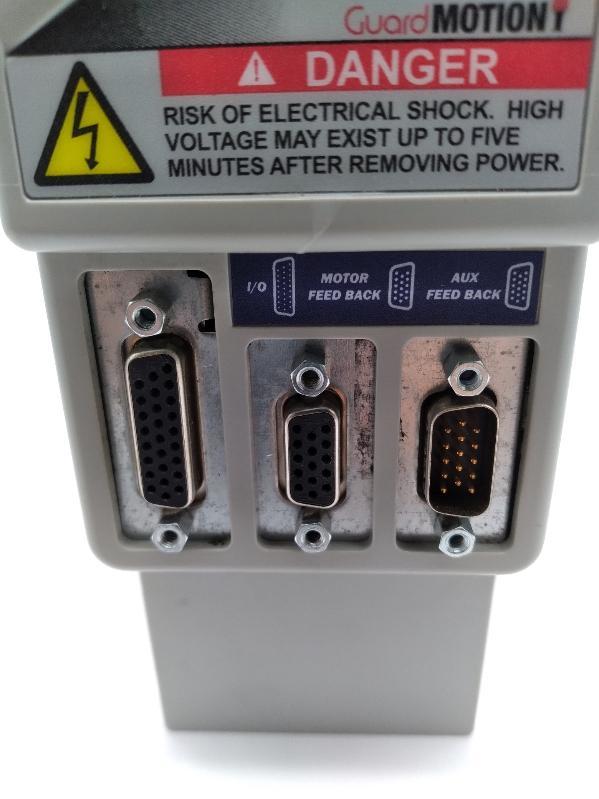 GuardMOTION
DANGER
RISK OF ELECTRICAL SHOCK. HIGH
VOLTAGE MAY EXIST UP TO FIVE
MINUTES AFTER REMOVING POWER.
I/O
MOTOR
FEED BACK
AUX
FEED BACK